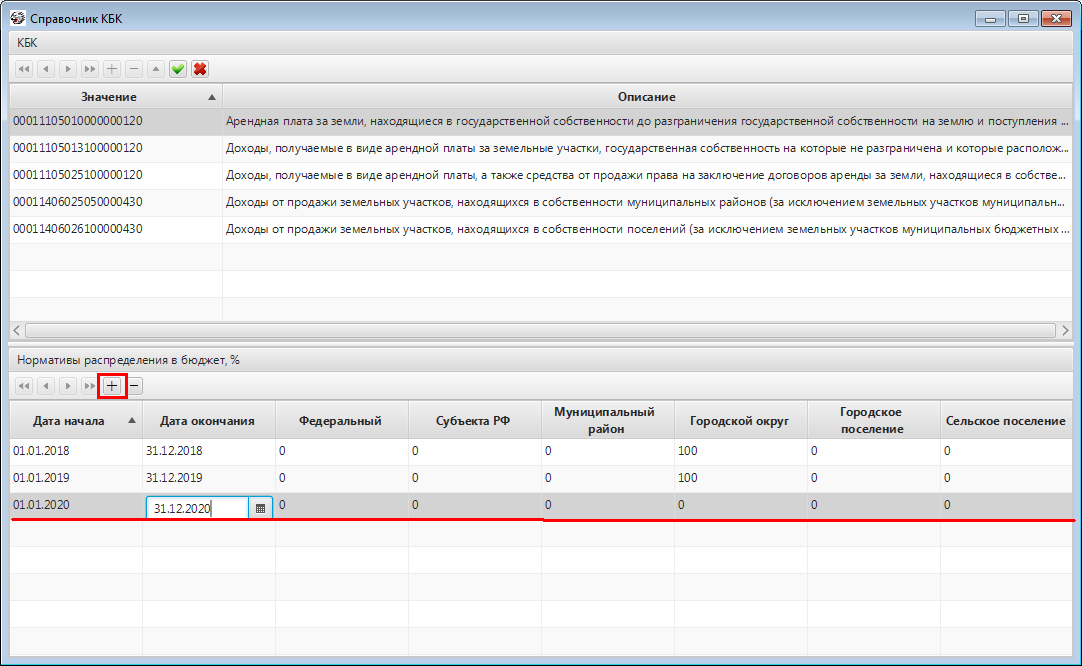 Справочник КБК
КБК
Значение Описание
00011105010000000120 Арендная плата за земли, находящиеся в государственной собственности до разграничения государственной собственности на землю и поступления ...
00011105013100000120 Доходы, получаемые в виде арендной платы за земельные участки, государственная собственность на которые не разграничена и которые располож...
00011105025100000120 Доходы, получаемые в виде арендной платы, а также средства от продажи права на заключение договоров аренды за земли, находящиеся в собстве...
00011406025050000430 Доходы от продажи земельных участков, находящихся в собственности муниципальных районов (за исключением земельных участков муниципальн...
00011406026100000430 Доходы от продажи земельных участков, находящихся в собственности поселений (за исключением земельных участков муниципальных бюджетных ...
Нормативы распределения в бюджет, %
Дата начала Дата окончания Федеральный Субъекта РФ Муниципальный район Городской округ Городское поселение Сельское поселение
01.01.2018 31.12.2018 0 0 0 100 0 0
01.01.2019 31.12.2019 0 0 0 100 0 0
01.01.2020 31.12.2020 0 0 0 0 0 0